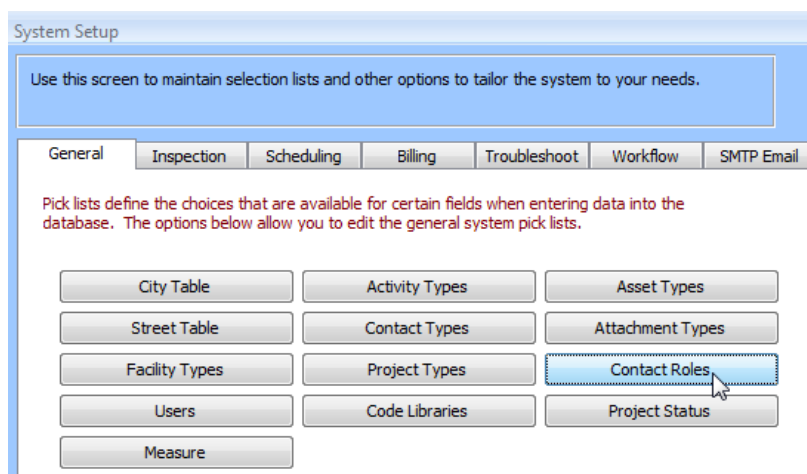 System Setup
Use this screen to maintain selection lists and other options to tailor the system to your needs.
General Inspection Scheduling Billing Troubleshoot Workflow SMTP Email
Pick lists define the choices that are available for certain fields when entering data into the
database. The options below allow you to edit the general system pick lists.
City Table Activity Types Asset Types
Street Table Contact Types Attachment Types
Facility Types Project Types Contact Roles
Users Code Libraries Project Status
Measure